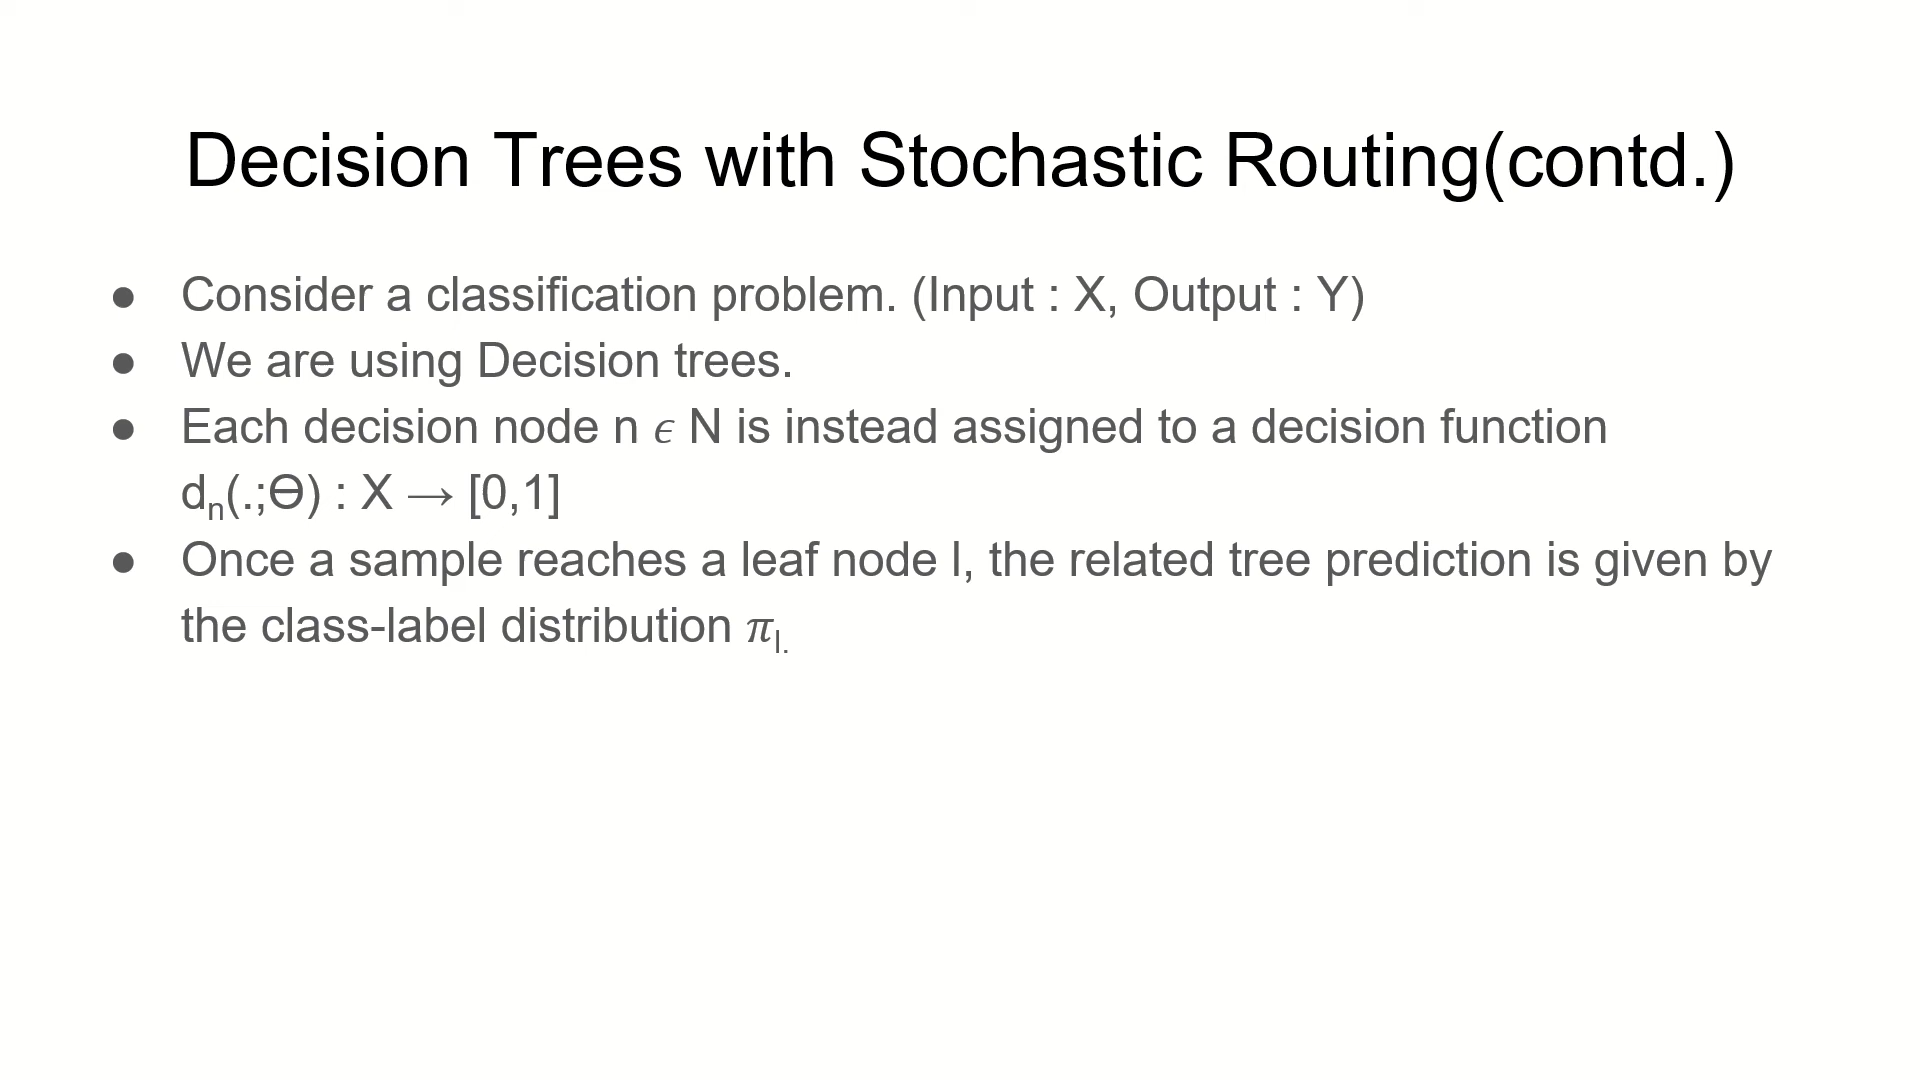 Decision Trees with Stochastic Routing(contd.)
● Consider a classification problem. (Input : X, Output : Y)
● We are using Decision trees.
● Each decision node n ϵ N is instead assigned to a decision function
dₙ(.;Ө) : X → [0,1]
● Once a sample reaches a leaf node l, the related tree prediction is given by
the class-label distribution πₗ.